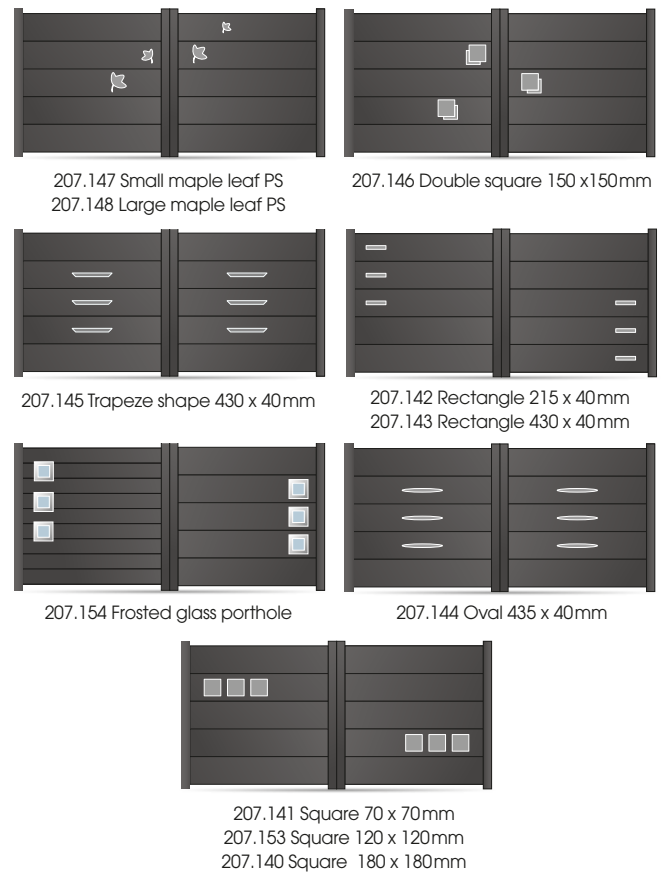 207.147 Small maple leaf PS
207.148 Large maple leaf PS
207.146 Double square 150 x150mm
207.145 Trapeze shape 430 x 40mm
207.142 Rectangle 215 x 40mm
207.143 Rectangle 430 x 40mm
207.154 Frosted glass porthole
207.144 Oval 435 x 40mm
207.141 Square 70 x 70mm
207.153 Square 120 x 120mm
207.140 Square 180 x 180mm